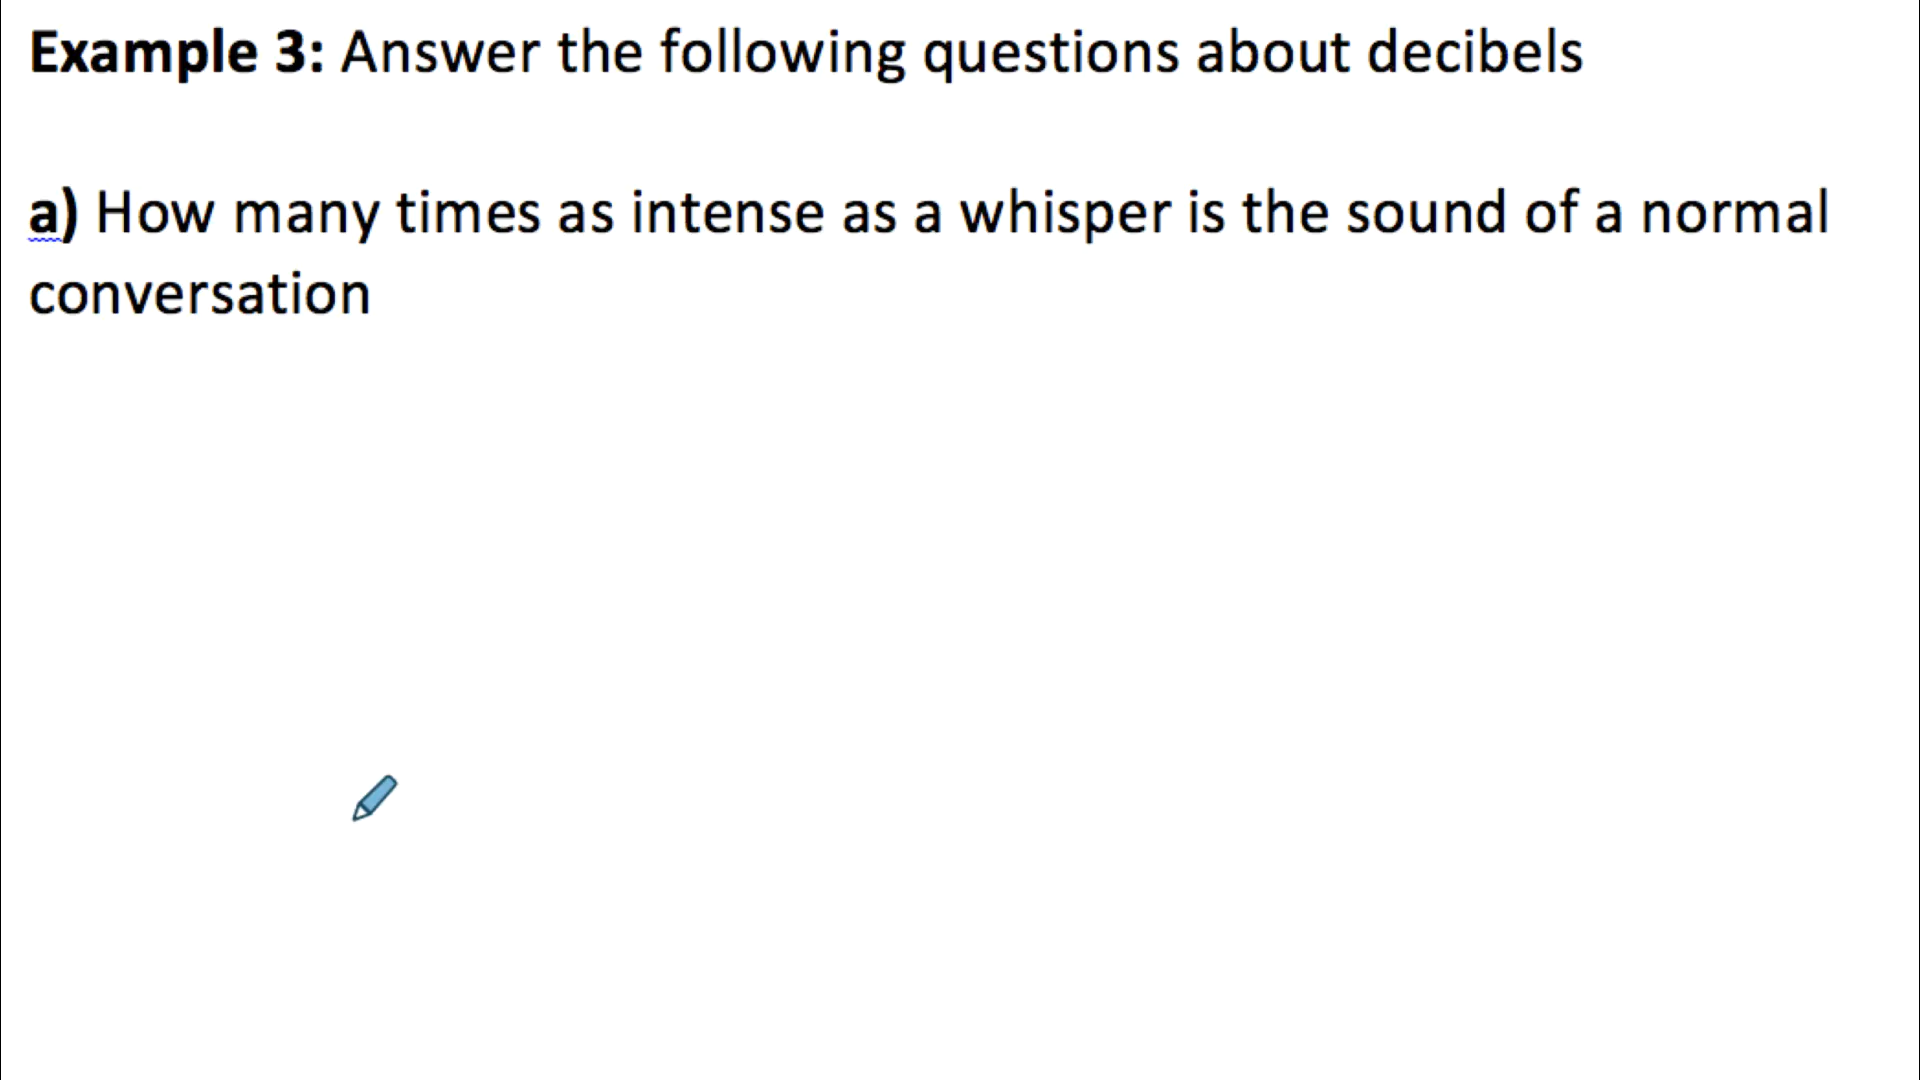 Example 3: Answer the following questions about decibels
a) How many times as intense as a whisper is the sound of a normal
conversation